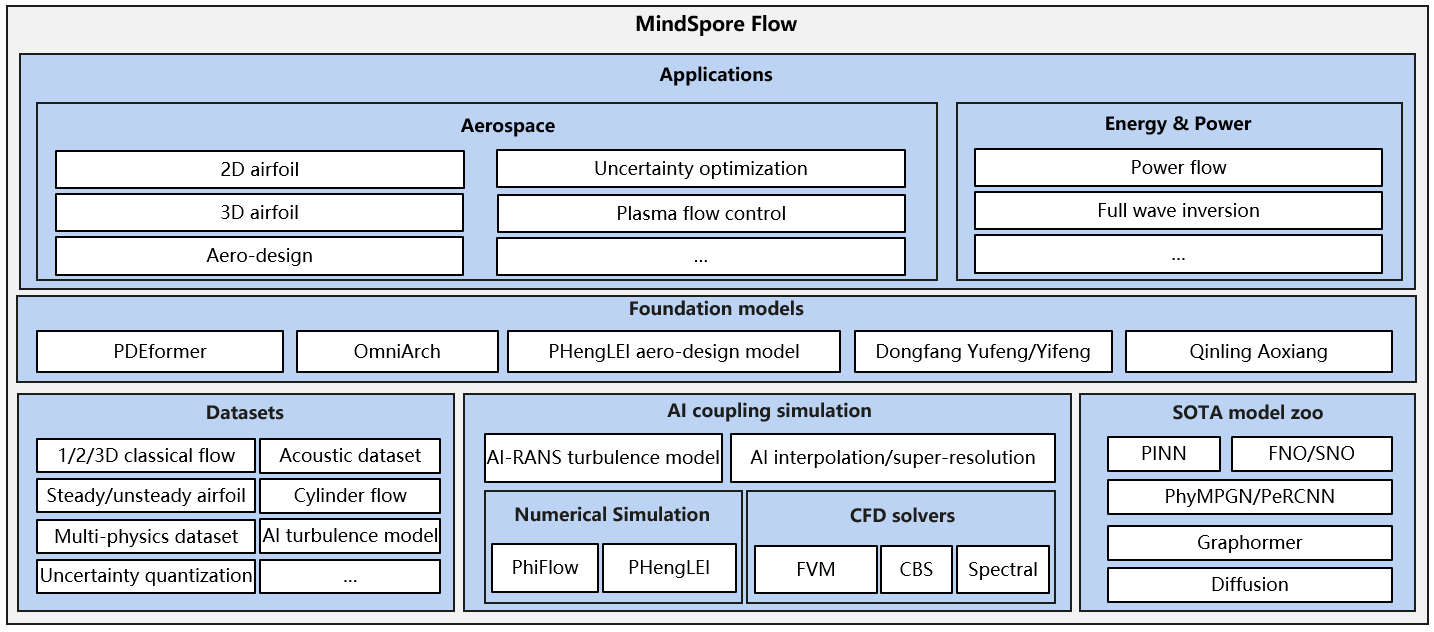 MindSpore Flow
Applications
Aerospace
2D airfoil
3D airfoil
Aero-design
Uncertainty optimization
Plasma flow control
...
Energy & Power
Power flow
Full wave inversion
...
Foundation models
PDEformer
OmniArch
PHengLEI aero-design model
Dongfang Yufeng/Yifeng
Qinling Aoxiang
Datasets
1/2/3D classical flow
Acoustic dataset
Steady/unsteady airfoil
Cylinder flow
Multi-physics dataset
AI turbulence model
Uncertainty quantization
...
AI coupling simulation
AI-RANS turbulence model
AI interpolation/super-resolution
Numerical Simulation
PhiFlow
PHengLEI
CFD solvers
FVM
CBS
Spectral
SOTA model zoo
PINN
FNO/SNO
PhyMPGN/PeRCNN
Graphormer
Diffusion